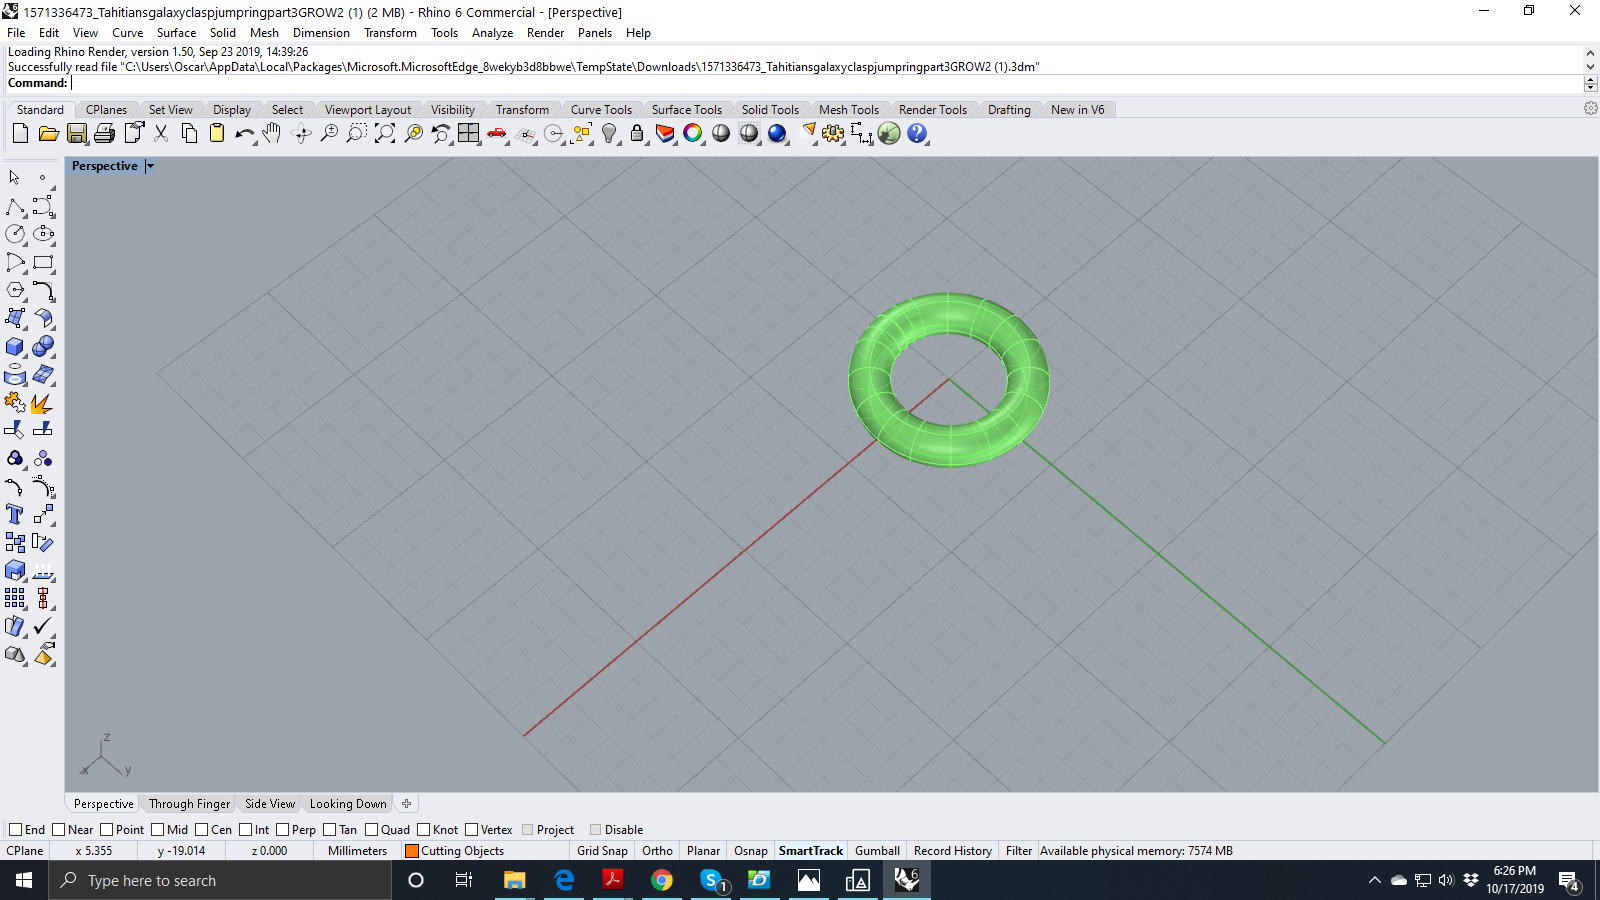 1571336473_Tahitiansgalaxyclaspjumpringpart3GROW2 (1) (2 MB) - Rhino 6 Commercial - [Perspective]
File Edit View Curve Surface Solid Mesh Dimension Transform Tools Analyze Render Panels Help
Loading Rhino Render, version 1.50, Sep 23 2019, 14:39:26
Successfully read file "C:\Users\Oscar\AppData\Local\Packages\Microsoft.MicrosoftEdge_8wekyb3d8bbwe\TempState\Downloads\1571336473_Tahitiansgalaxyclaspjumpringpart3GROW2 (1).3dm"
Command:
Standard CPlanes Set View Display Select Viewport Layout Visibility Transform Curve Tools Surface Tools Solid Tools Mesh Tools Render Tools Drafting New in V6
Perspective
z
x y
Perspective Through Finger Side View Looking Down
End Near Point Mid Cen Int Perp Tan Quad Knot Vertex Project Disable
CPlane x 5.355 y -19.014 z 0.000 Millimeters Cutting Objects Grid Snap Ortho Planar Osnap SmartTrack Gumball Record History Filter Available physical memory: 7574 MB
Type here to search
1
6
6:26 PM
10/17/2019
4